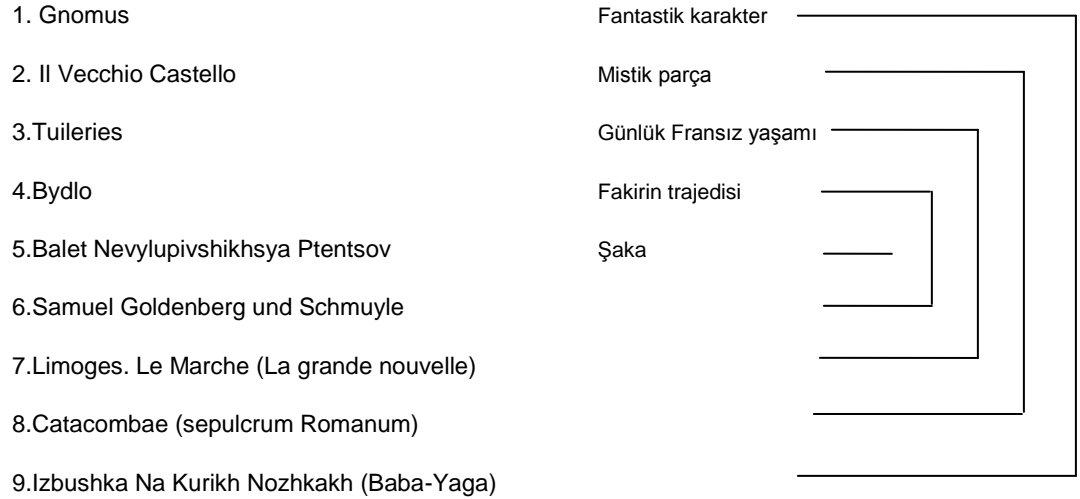 1. Gnomus Fantastik karakter
2. Il Vecchio Castello Mistik parça
3.Tuileries Günlük Fransız yaşamı
4.Bydlo Fakirin trajedisi
5.Balet Nevylupivshikhsya Ptentsov Şaka
6.Samuel Goldenberg und Schmuyle
7.Limoges. Le Marche (La grande nouvelle)
8.Catacombae (sepulcrum Romanum)
9.Izbushka Na Kurikh Nozhkakh (Baba-Yaga)